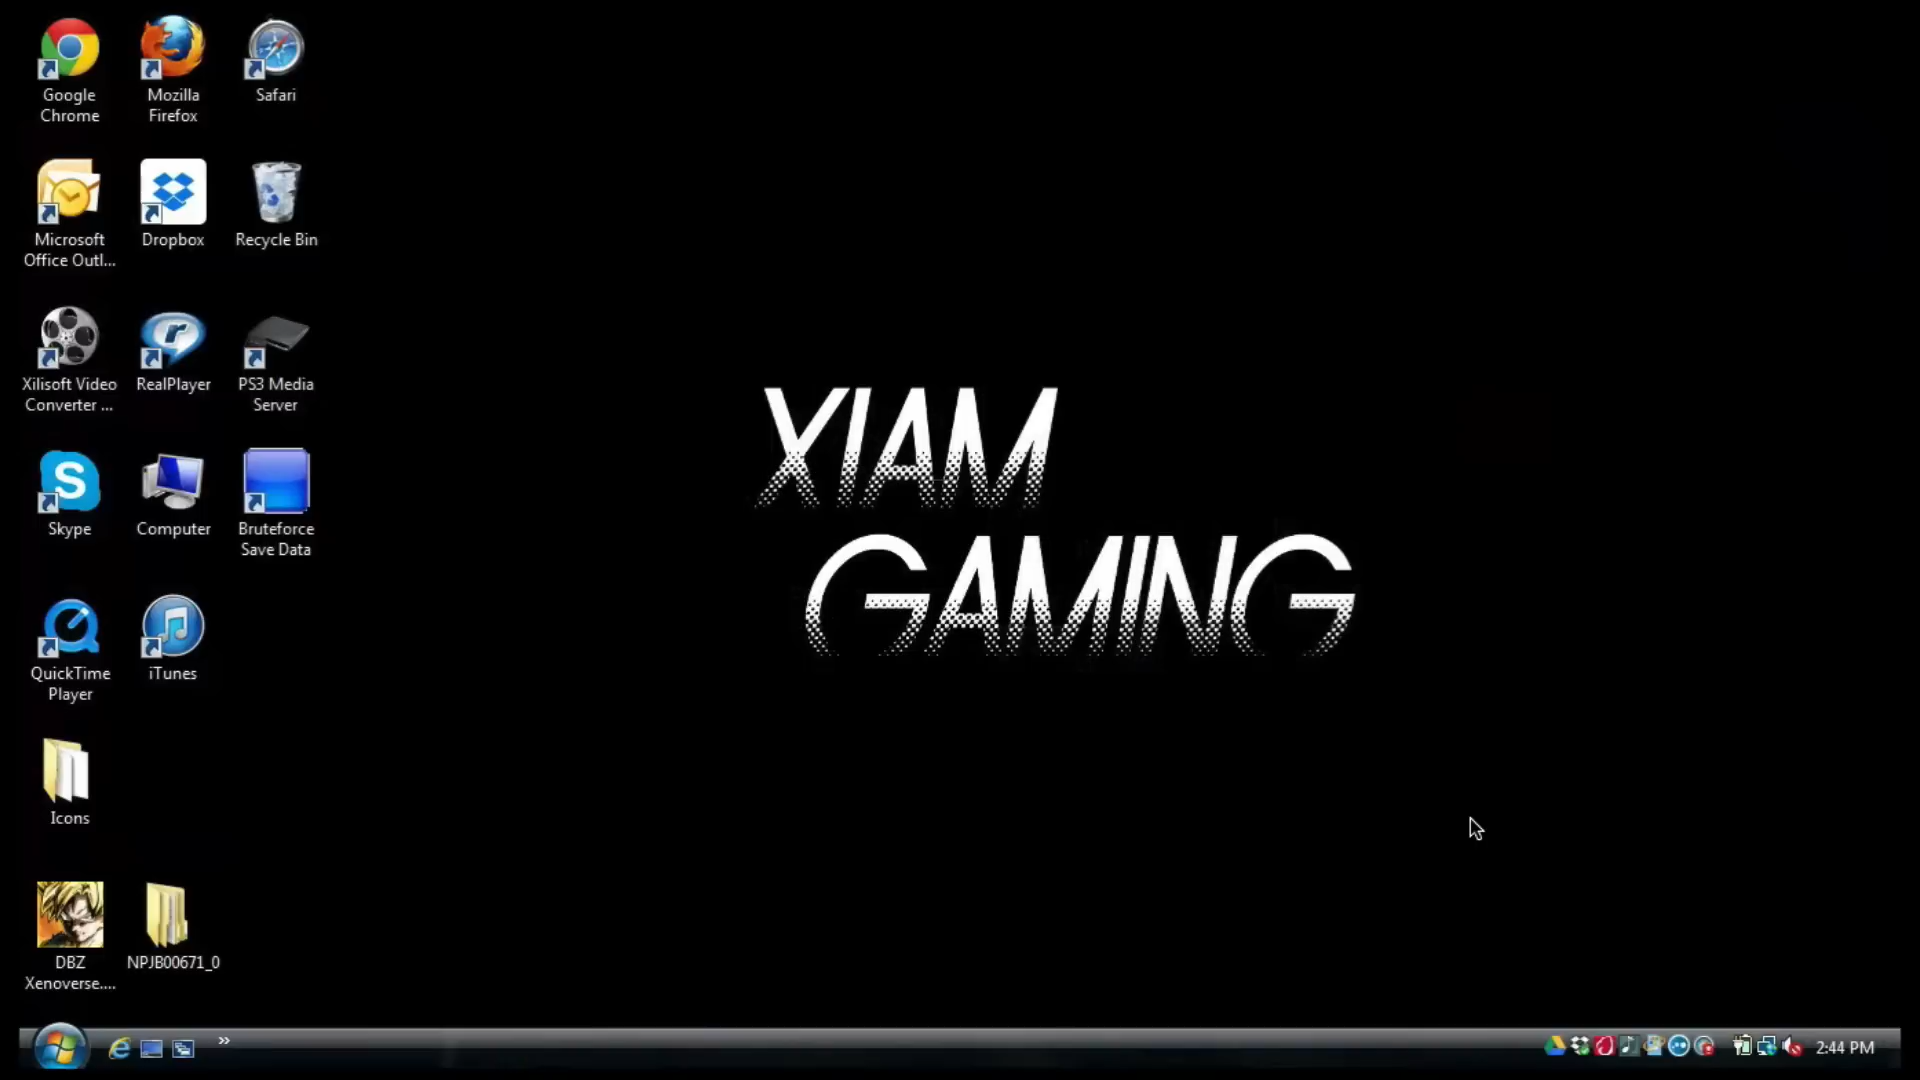 Google
Chrome
Mozilla
Firefox
Safari
Microsoft
Office Outl...
Dropbox
Recycle Bin
Xilisoft Video
Converter ...
RealPlayer
PS3 Media
Server
Skype
Computer
Bruteforce
Save Data
QuickTime
Player
iTunes
Icons
DBZ
Xenoverse....
NPJB00671_0
XIAM
GAMING
2:44 PM